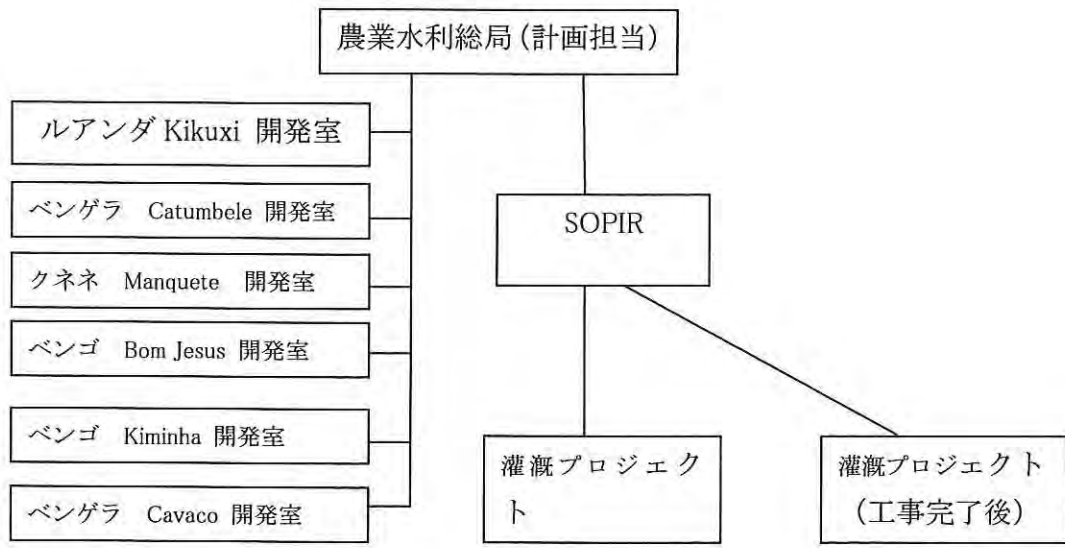 農業水利総局(計画担当)
ルアンダ Kikuxi 開発室
ベンゲラ　Catumbele 開発室
クネネ　Manquete　開発室
ベンゴ　Bom Jesus 開発室
ベンゴ　Kiminha 開発室
ベンゲラ　Cavaco 開発室
SOPIR
灌漑プロジェク
ト
灌漑プロジェクト
（工事完了後）